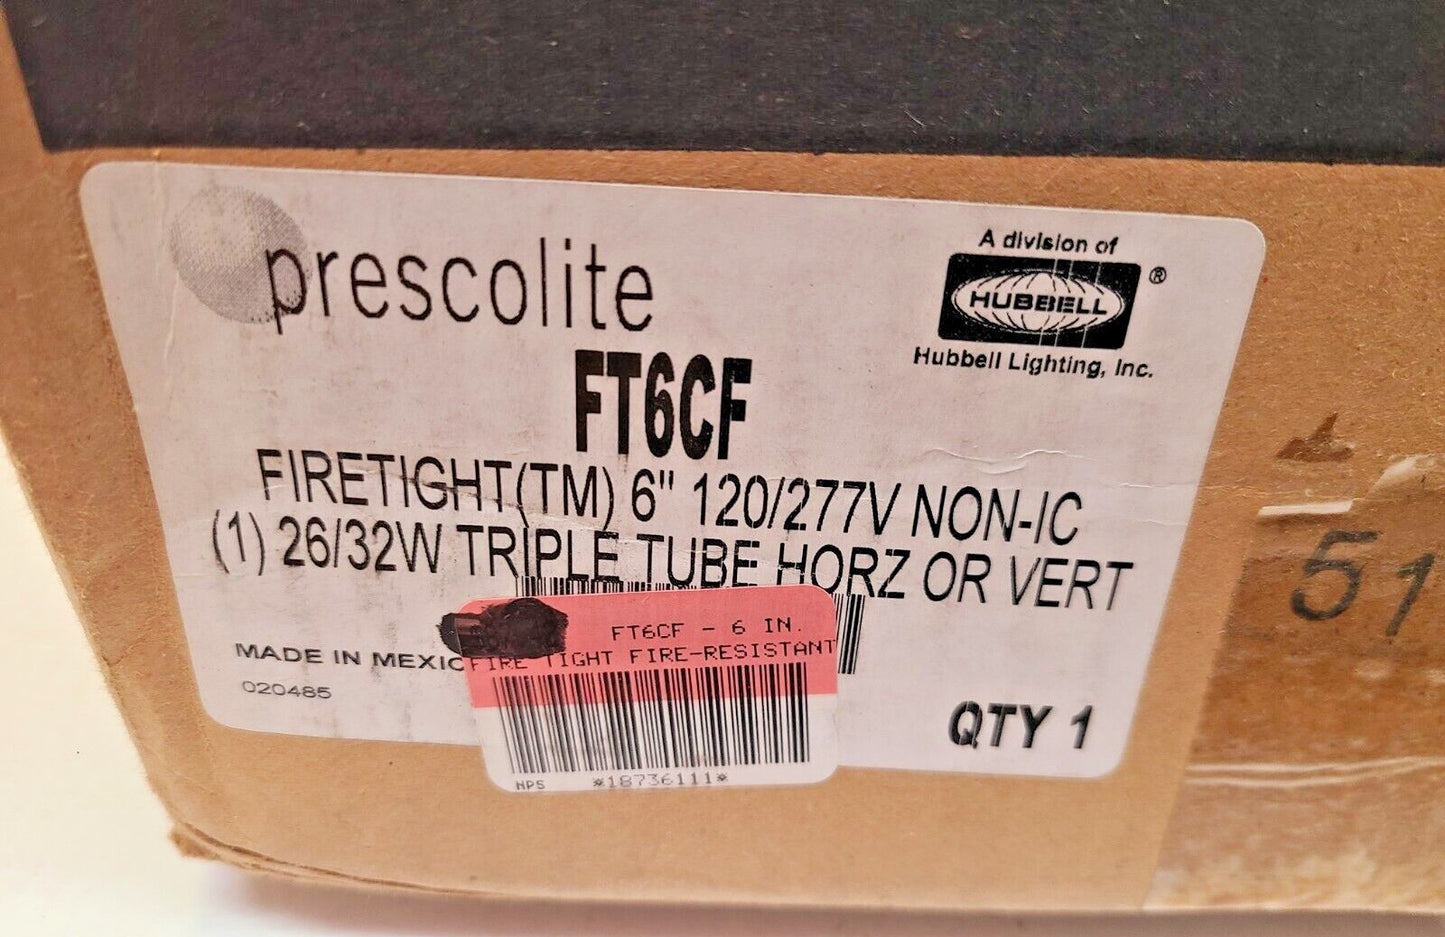 prescolite
A division of
HUBBELL ®
Hubbell Lighting, Inc.
FT6CF
FIRETIGHT(TM) 6" 120/277V NON-IC
(1) 26/32W TRIPLE TUBE HORZ OR VERT
MADE IN MEXIC
020485
FT6CF - 6 IN.
FIRE TIGHT FIRE-RESISTANT
NPS *18736111*
QTY 1
51